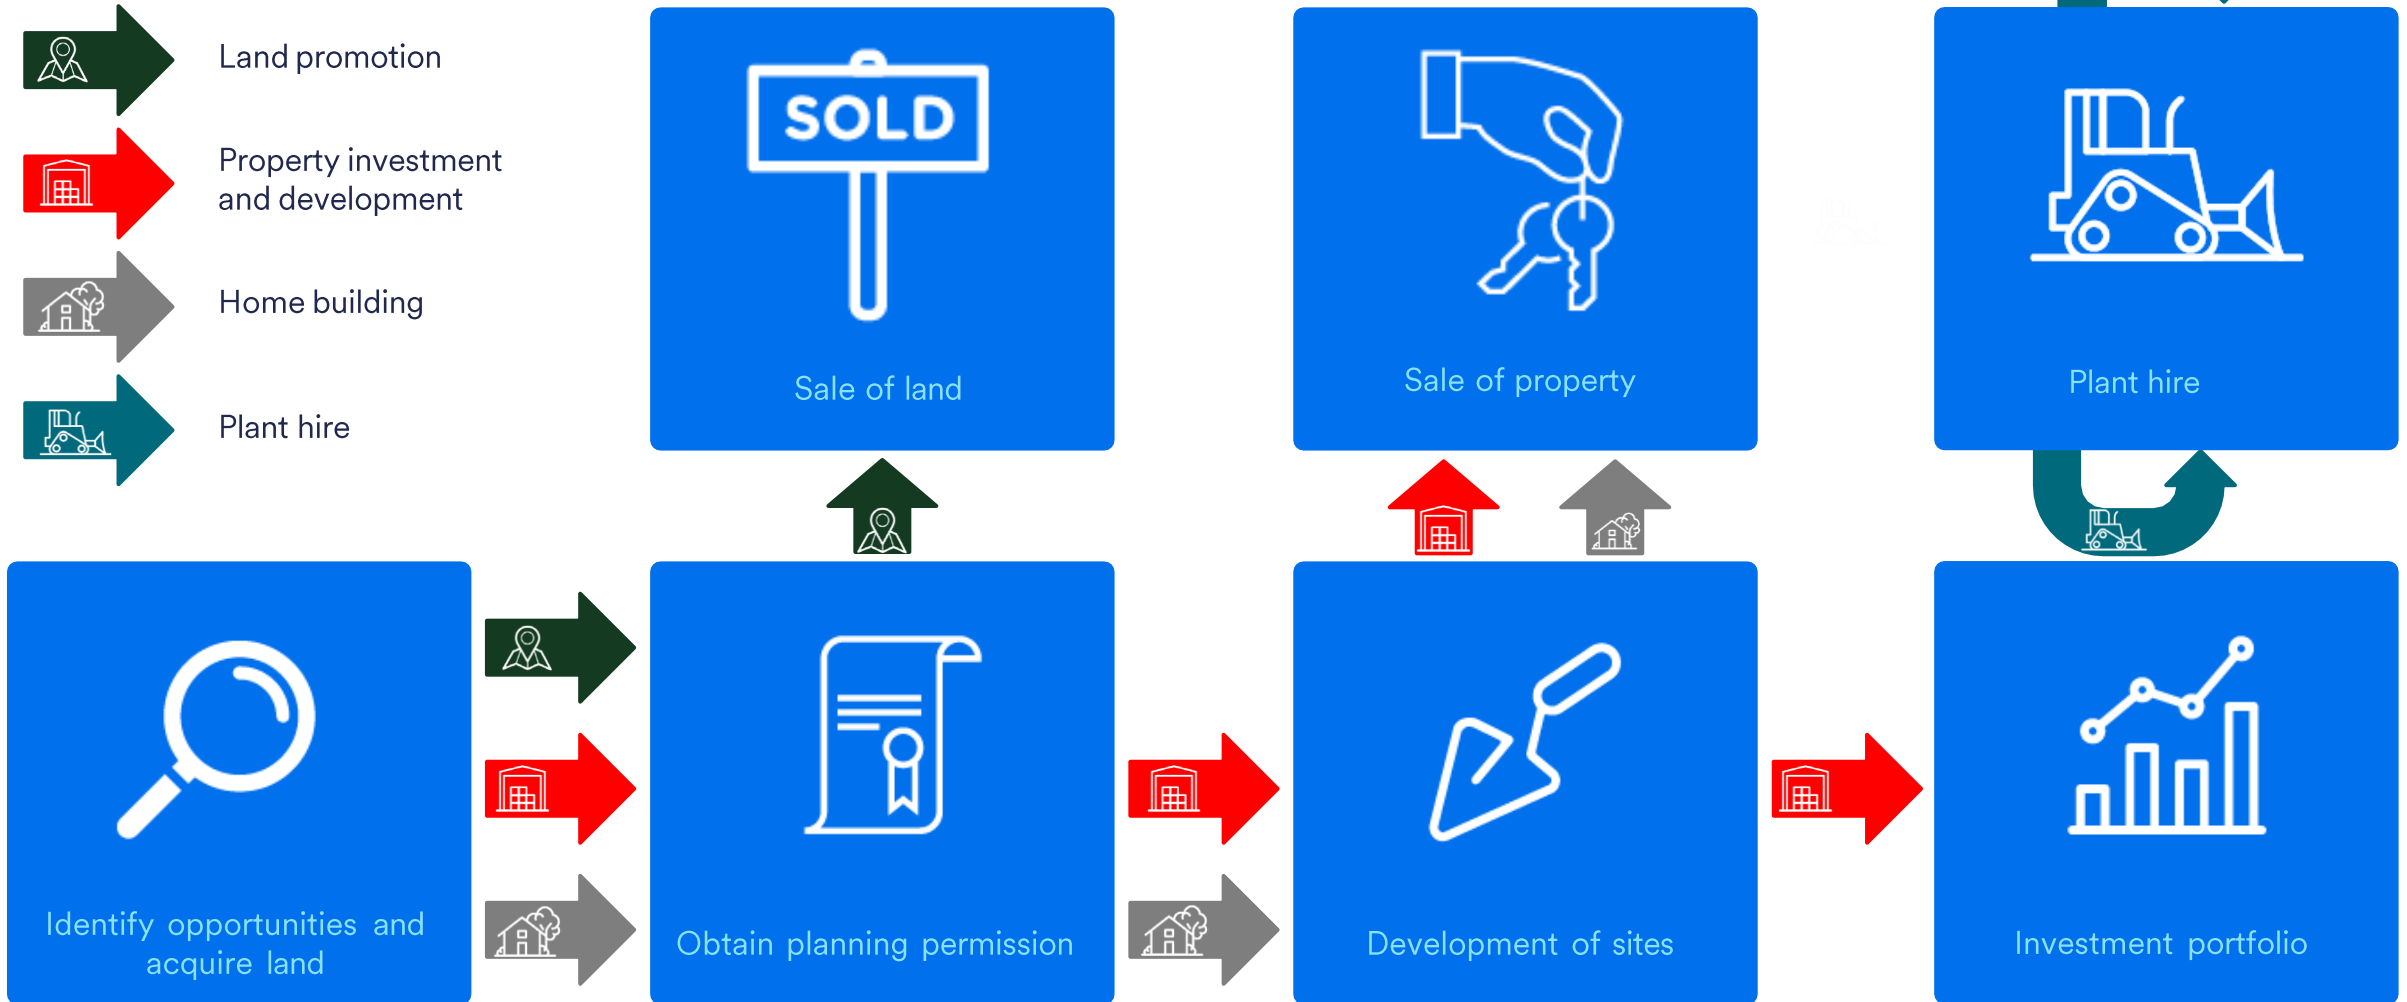 Land promotion
Property investment
and development
Home building
Plant hire
SOLD
Sale of land
Sale of property
Plant hire
Identify opportunities and
acquire land
Obtain planning permission
Development of sites
Investment portfolio